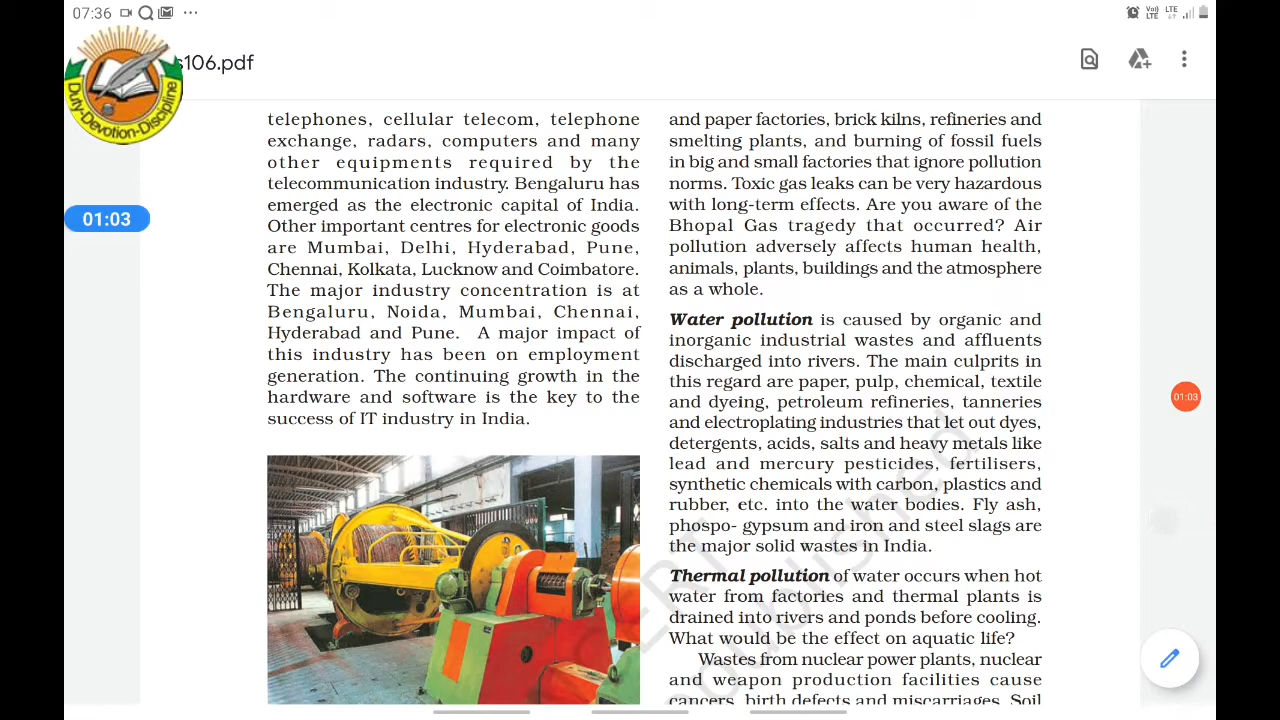 07:36
Vo) LTE
LTE
s106.pdf
Duty-Devotion-Discipline
01:03
telephones, cellular telecom, telephone
exchange, radars, computers and many
other equipments required by the
telecommunication industry. Bengaluru has
emerged as the electronic capital of India.
Other important centres for electronic goods
are Mumbai, Delhi, Hyderabad, Pune,
Chennai, Kolkata, Lucknow and Coimbatore.
The major industry concentration is at
Bengaluru, Noida, Mumbai, Chennai,
Hyderabad and Pune. A major impact of
this industry has been on employment
generation. The continuing growth in the
hardware and software is the key to the
success of IT industry in India.
and paper factories, brick kilns, refineries and
smelting plants, and burning of fossil fuels
in big and small factories that ignore pollution
norms. Toxic gas leaks can be very hazardous
with long-term effects. Are you aware of the
Bhopal Gas tragedy that occurred? Air
pollution adversely affects human health,
animals, plants, buildings and the atmosphere
as a whole.
Water pollution is caused by organic and
inorganic industrial wastes and affluents
discharged into rivers. The main culprits in
this regard are paper, pulp, chemical, textile
and dyeing, petroleum refineries, tanneries
and electroplating industries that let out dyes,
detergents, acids, salts and heavy metals like
lead and mercury pesticides, fertilisers,
synthetic chemicals with carbon, plastics and
rubber, etc. into the water bodies. Fly ash,
phospo- gypsum and iron and steel slags are
the major solid wastes in India.
Thermal pollution of water occurs when hot
water from factories and thermal plants is
drained into rivers and ponds before cooling.
What would be the effect on aquatic life?
Wastes from nuclear power plants, nuclear
and weapon production facilities cause
cancers, birth defects and miscarriages. Soil
01:03